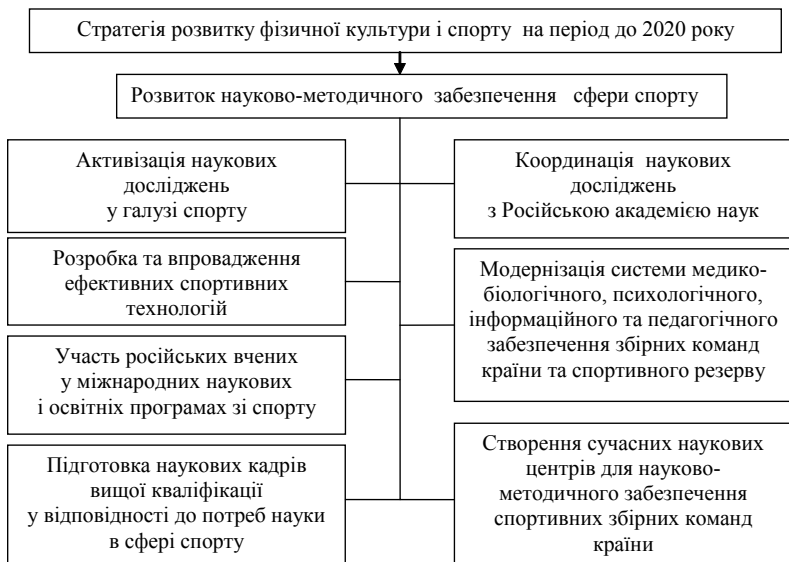 Стратегія розвитку фізичної культури і спорту на період до 2020 року
Розвиток науково-методичного забезпечення сфери спорту
Активізація наукових
досліджень
у галузі спорту
Розробка та впровадження
ефективних спортивних
технологій
Участь російських вчених
у міжнародних наукових
і освітніх програмах зі спорту
Підготовка наукових кадрів
вищої кваліфікації
у відповідності до потреб науки
в сфері спорту
Координація наукових
досліджень
з Російською академією наук
Модернізація системи медико-
біологічного, психологічного,
інформаційного та педагогічного
забезпечення збірних команд
країни та спортивного резерву
Створення сучасних наукових
центрів для науково-
методичного забезпечення
спортивних збірних команд
країни